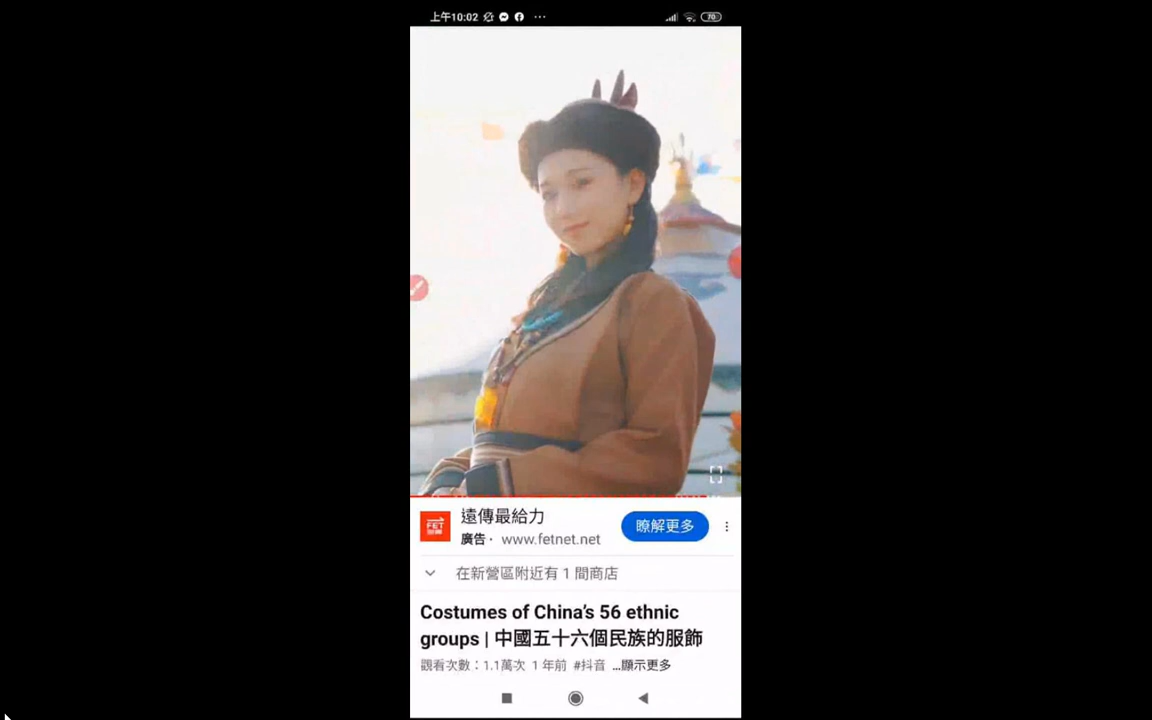 上午10:02
70
遠傳最給力
FET
廣告 · www.fetnet.net
瞭解更多
在新營區附近有 1 間商店
Costumes of China's 56 ethnic
groups | 中國五十六個民族的服飾
觀看次數：1.1萬次 1 年前 #抖音 ...顯示更多